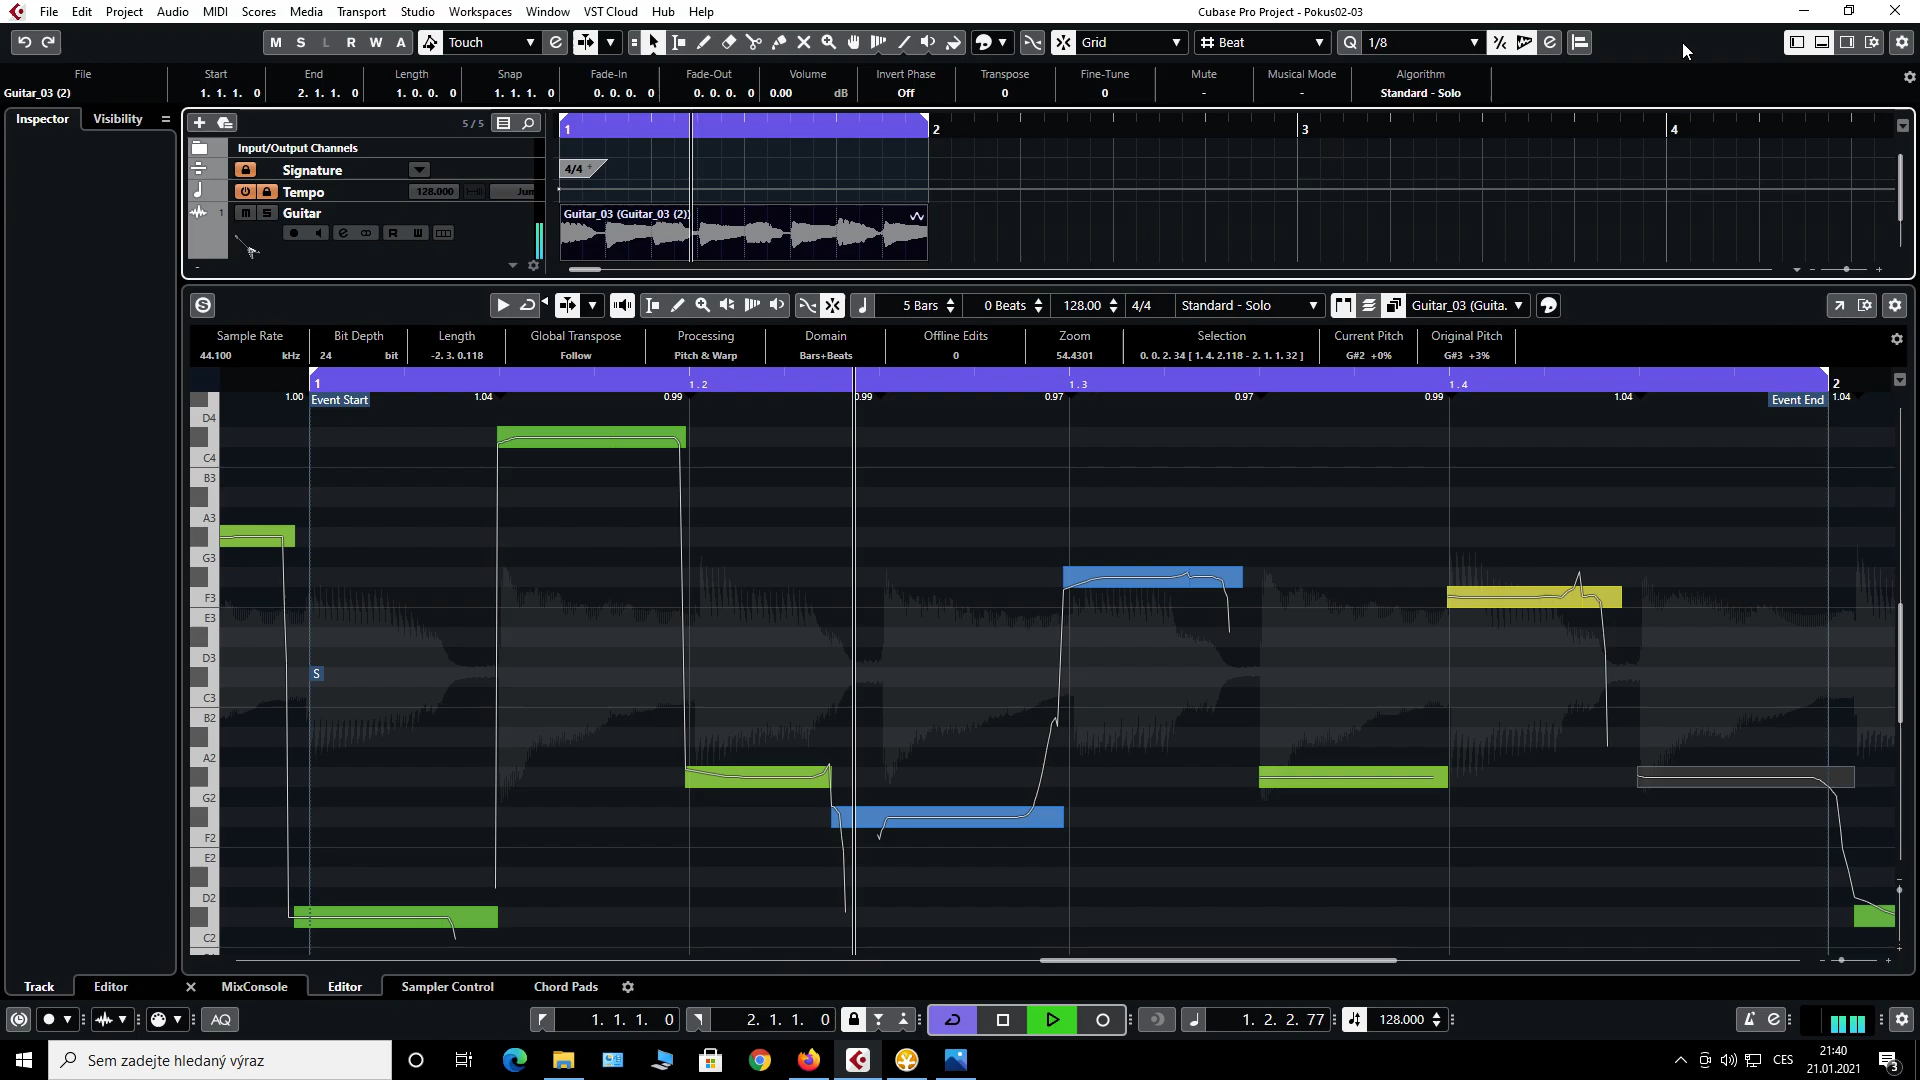 File Edit Project Audio MIDI Scores Media Transport Studio Workspaces Window VST Cloud Hub Help
Cubase Pro Project - Pokus02-03
M S L R W A Touch Grid Beat Q 1/8
File Start End Length Snap Fade-In Fade-Out Volume Invert Phase Transpose Fine-Tune Mute Musical Mode Algorithm
Guitar_03 (2) 1. 1. 1. 0 2. 1. 1. 0 1. 0. 0. 0 1. 1. 1. 0 0. 0. 0. 0 0. 0. 0. 0 0.00 dB Off 0 0 - - Standard - Solo
Inspector Visibility
5 / 5
1 2 3 4
Input/Output Channels
Signature
4/4
Tempo 128.000 Jum
1 m S Guitar
R
Guitar_03 (Guitar_03 (2))
5 Bars 0 Beats 128.00 4/4 Standard - Solo Guitar_03 (Guita.
Sample Rate Bit Depth Length Global Transpose Processing Domain Offline Edits Zoom Selection Current Pitch Original Pitch
44.100 kHz 24 bit -2. 3. 0.118 Follow Pitch & Warp Bars+Beats 0 54.4301 0. 0. 2. 34 [ 1. 4. 2.118 - 2. 1. 1. 32 ] G#2 +0% G#3 +3%
1 1.2 1.3 1.4 2
1.00 Event Start 1.04 0.99 0.99 0.97 0.97 0.99 1.04 Event End 1.04
D4
C4
B3
A3
G3
F3
E3
D3
S
C3
B2
A2
G2
F2
E2
D2
C2
Track Editor MixConsole Editor Sampler Control Chord Pads
AQ 1. 1. 1. 0 2. 1. 1. 0 1. 2. 2. 77 128.000
Sem zadejte hledaný výraz
CES
21:40
21.01.2021
3